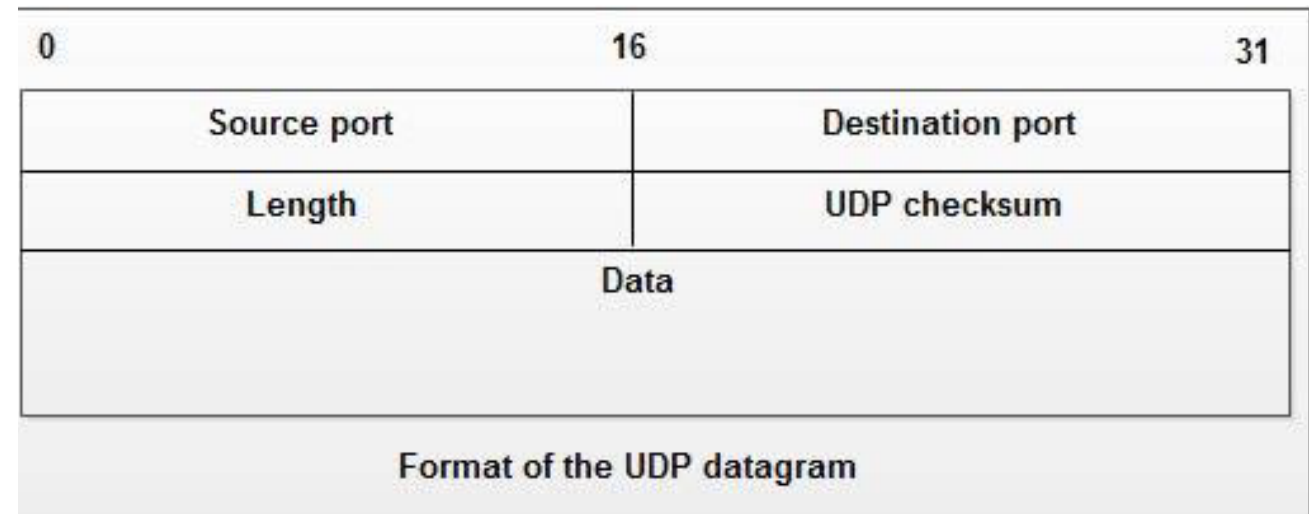 0 16 31
Source port Destination port
Length UDP checksum
Data
Format of the UDP datagram